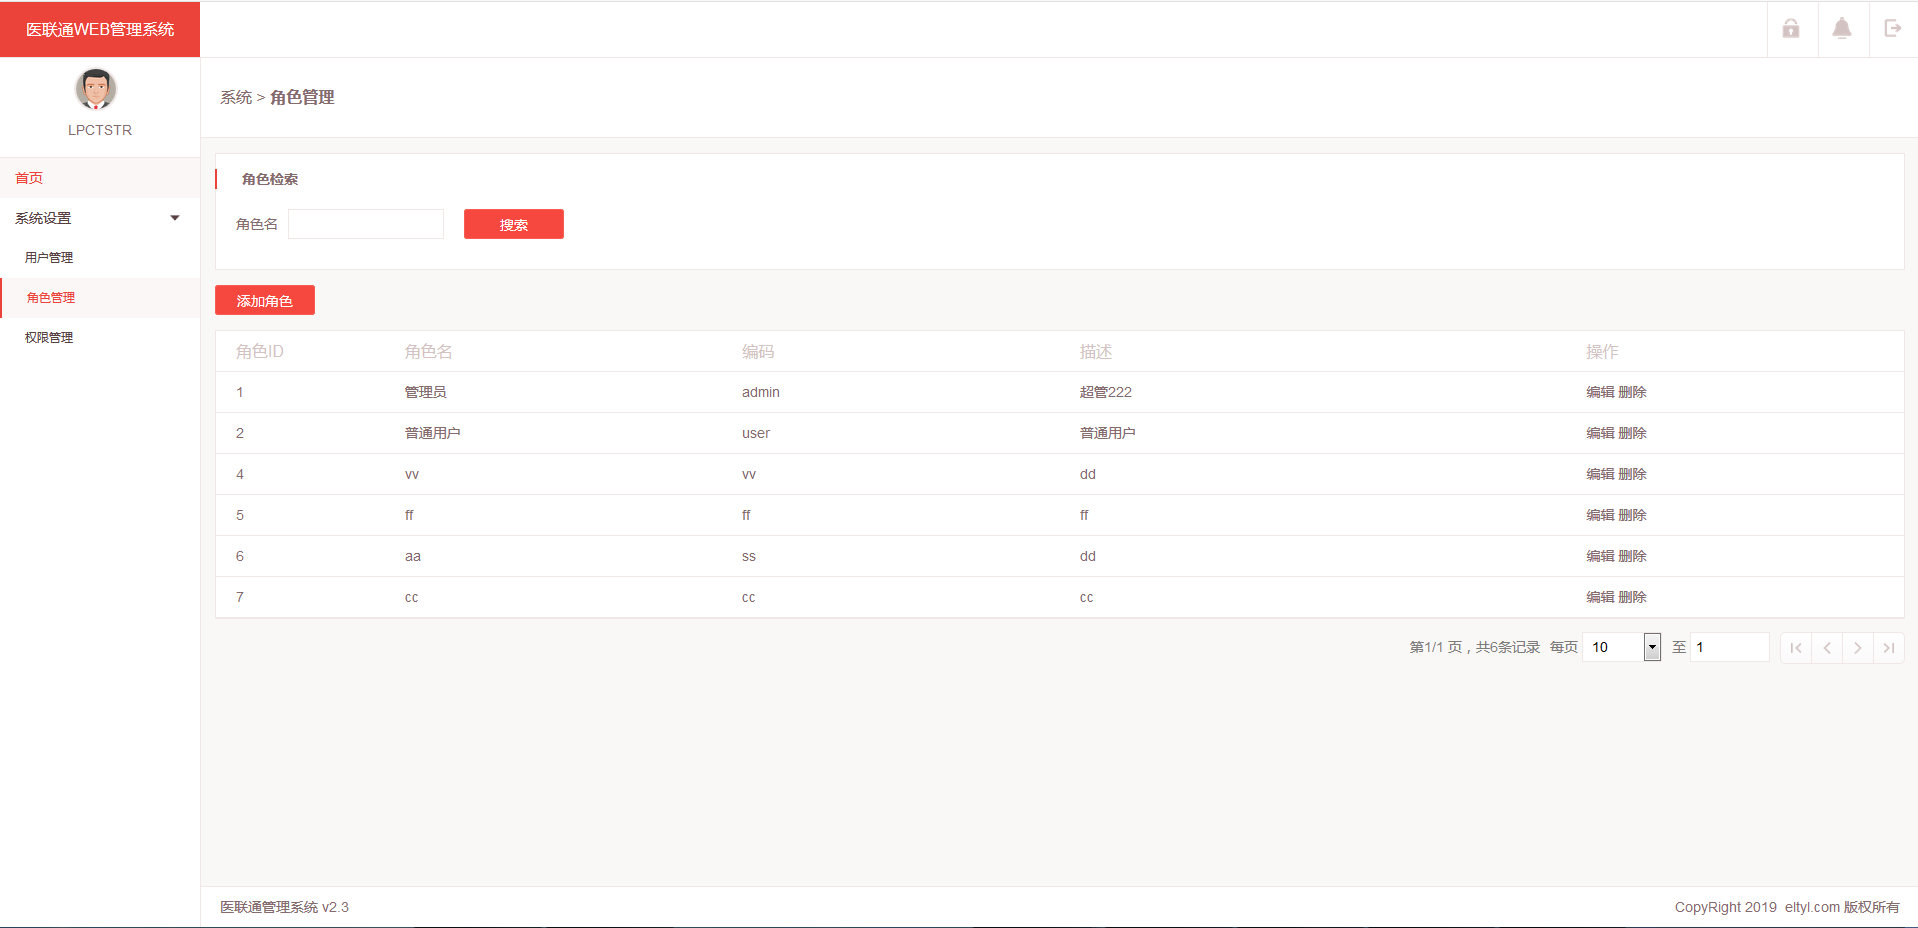 医联通WEB管理系统
LPCTSTR
首页
系统设置
用户管理
角色管理
权限管理
系统 > 角色管理
角色检索
角色名 搜索
添加角色
角色ID 角色名 编码 描述 操作
1 管理员 admin 超管222 编辑 删除
2 普通用户 user 普通用户 编辑 删除
4 vv vv dd 编辑 删除
5 ff ff ff 编辑 删除
6 aa ss dd 编辑 删除
7 cc cc cc 编辑 删除
第1/1 页，共6条记录 每页 10 至 1
医联通管理系统 v2.3 CopyRight 2019 eltyl.com 版权所有